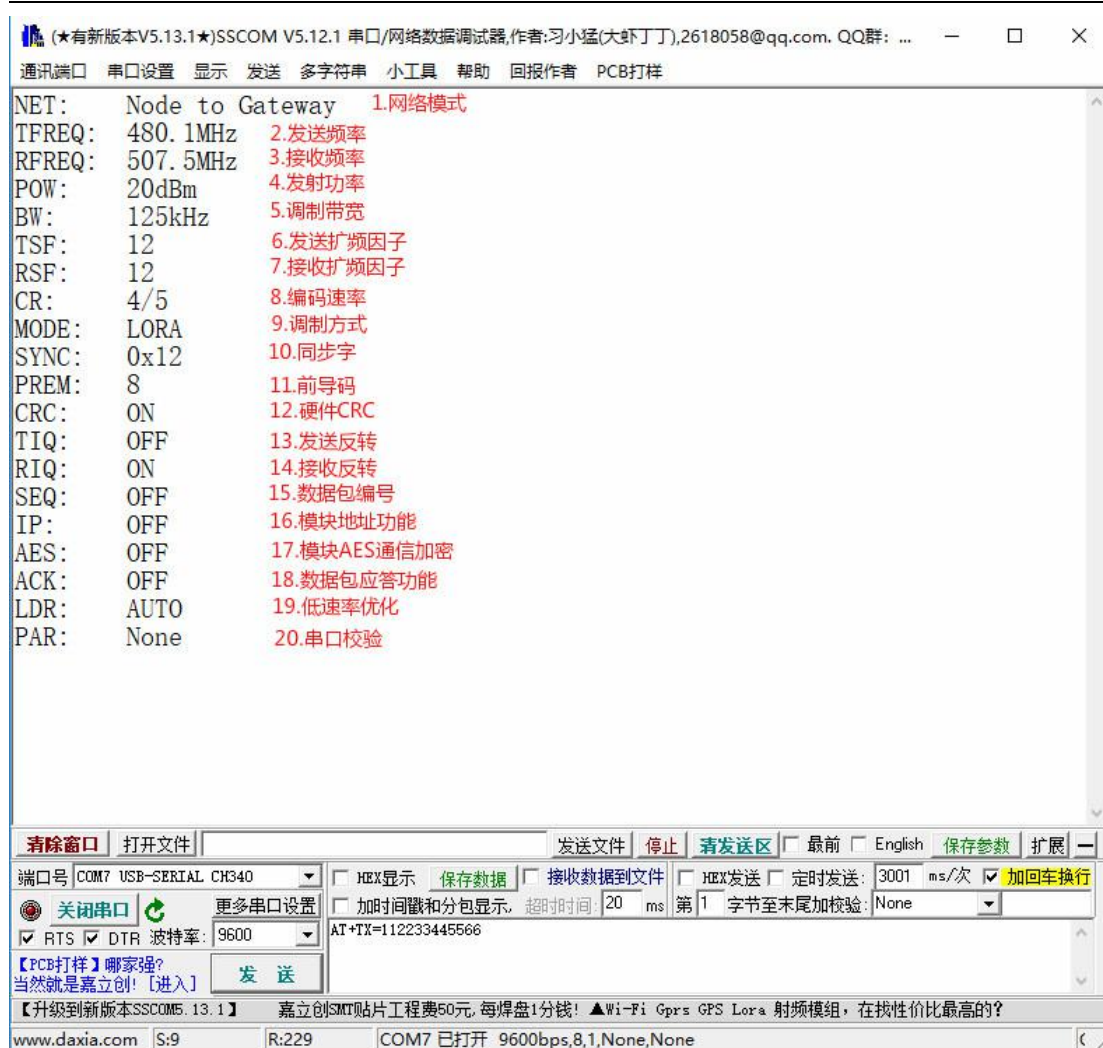 (★有新版本V5.13.1★)SSCOM V5.12.1 串口/网络数据调试器,作者:习小猛(大虾丁丁),2618058@qq.com. QQ群: ...
通讯端口 串口设置 显示 发送 多字符串 小工具 帮助 回报作者 PCB打样
NET: Node to Gateway 1.网络模式
TFREQ: 480.1MHz 2.发送频率
RFREQ: 507.5MHz 3.接收频率
POW: 20dBm 4.发射功率
BW: 125kHz 5.调制带宽
TSF: 12 6.发送扩频因子
RSF: 12 7.接收扩频因子
CR: 4/5 8.编码速率
MODE: LORA 9.调制方式
SYNC: 0x12 10.同步字
PREM: 8 11.前导码
CRC: ON 12.硬件CRC
TIQ: OFF 13.发送反转
RIQ: ON 14.接收反转
SEQ: OFF 15.数据包编号
IP: OFF 16.模块地址功能
AES: OFF 17.模块AES通信加密
ACK: OFF 18.数据包应答功能
LDR: AUTO 19.低速率优化
PAR: None 20.串口校验
清除窗口 打开文件 发送文件 停止 清发送区 最前 English 保存参数 扩展 —
端口号 COM7 USB-SERIAL CH340 HEX显示 保存数据 接收数据到文件 HEX发送 定时发送: 3001 ms/次 加回车换行
关闭串口 更多串口设置 加时间戳和分包显示, 超时时间: 20 ms 第 1 字节至末尾加校验: None
RTS DTR 波特率: 9600 AT+TX=112233445566
【PCB打样】哪家强?
当然就是嘉立创! [进入] 发 送
【升级到新版本SSCOM5.13.1】 嘉立创SMT贴片工程费50元,每焊盘1分钱! ▲Wi-Fi Gprs GPS Lora 射频模组，在找性价比最高的?
www.daxia.com S:9 R:229 COM7 已打开 9600bps,8,1,None,None